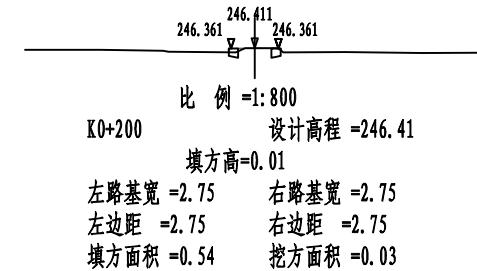 246.411
246.361 246.361
比 例 =1:800
K0+200 设计高程 =246.41
填方高=0.01
左路基宽 =2.75 右路基宽 =2.75
左边距 =2.75 右边距 =2.75
填方面积 =0.54 挖方面积 =0.03